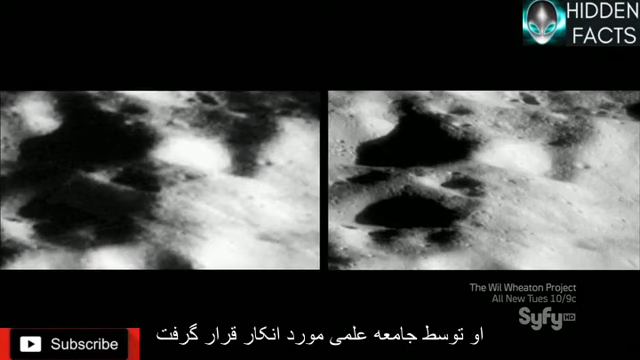 HIDDEN
FACTS
The Wil Wheaton Project
All New Tues 10/9c
Syfy HD
او توسط جامعه علمی مورد انکار قرار گرفت
Subscribe